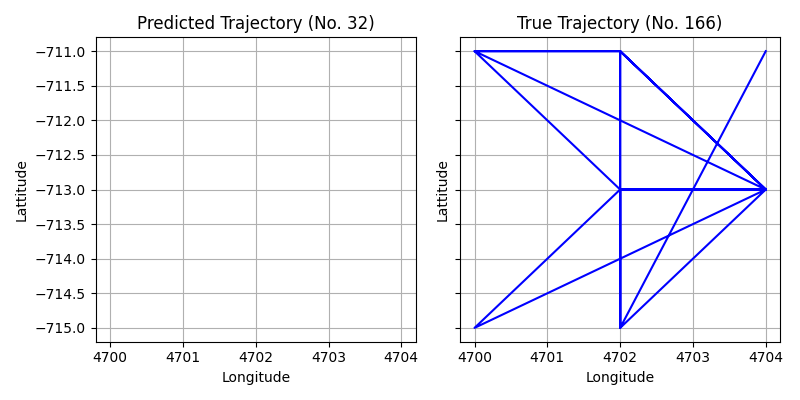 Predicted Trajectory (No. 32)
True Trajectory (No. 166)
−711.0
−711.5
−712.0
−712.5
−713.0
−713.5
−714.0
−714.5
−715.0
Lattitude
4700 4701 4702 4703 4704
Longitude
Lattitude
4700 4701 4702 4703 4704
Longitude